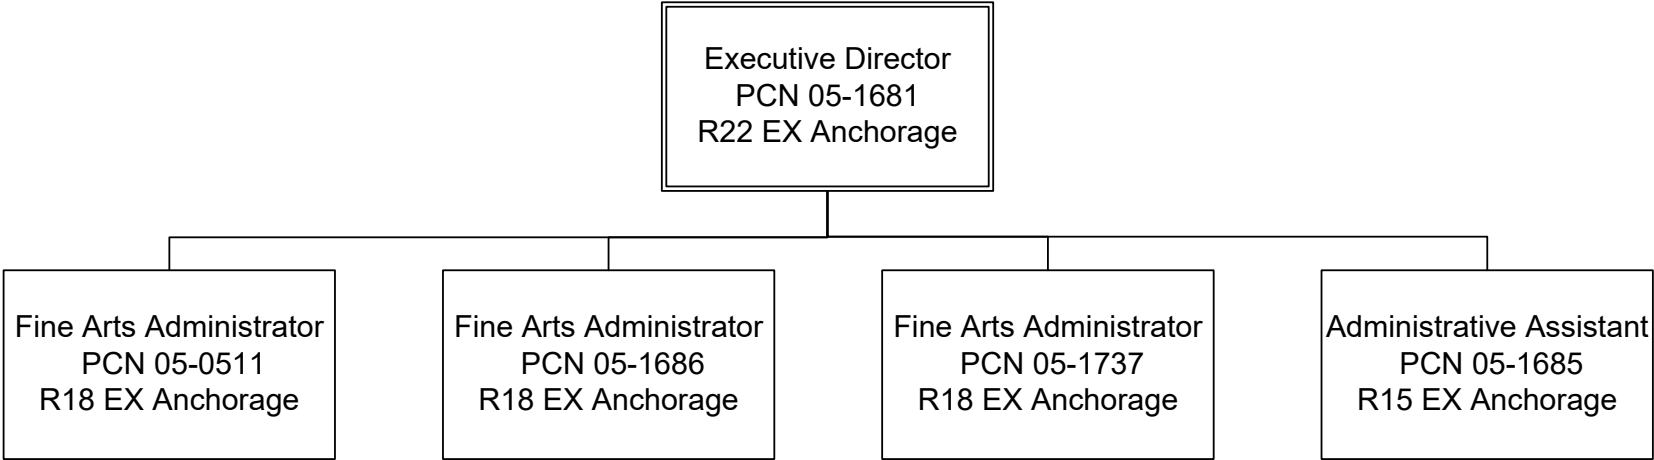 Executive Director
PCN 05-1681
R22 EX Anchorage
Fine Arts Administrator
PCN 05-0511
R18 EX Anchorage
Fine Arts Administrator
PCN 05-1686
R18 EX Anchorage
Fine Arts Administrator
PCN 05-1737
R18 EX Anchorage
Administrative Assistant
PCN 05-1685
R15 EX Anchorage